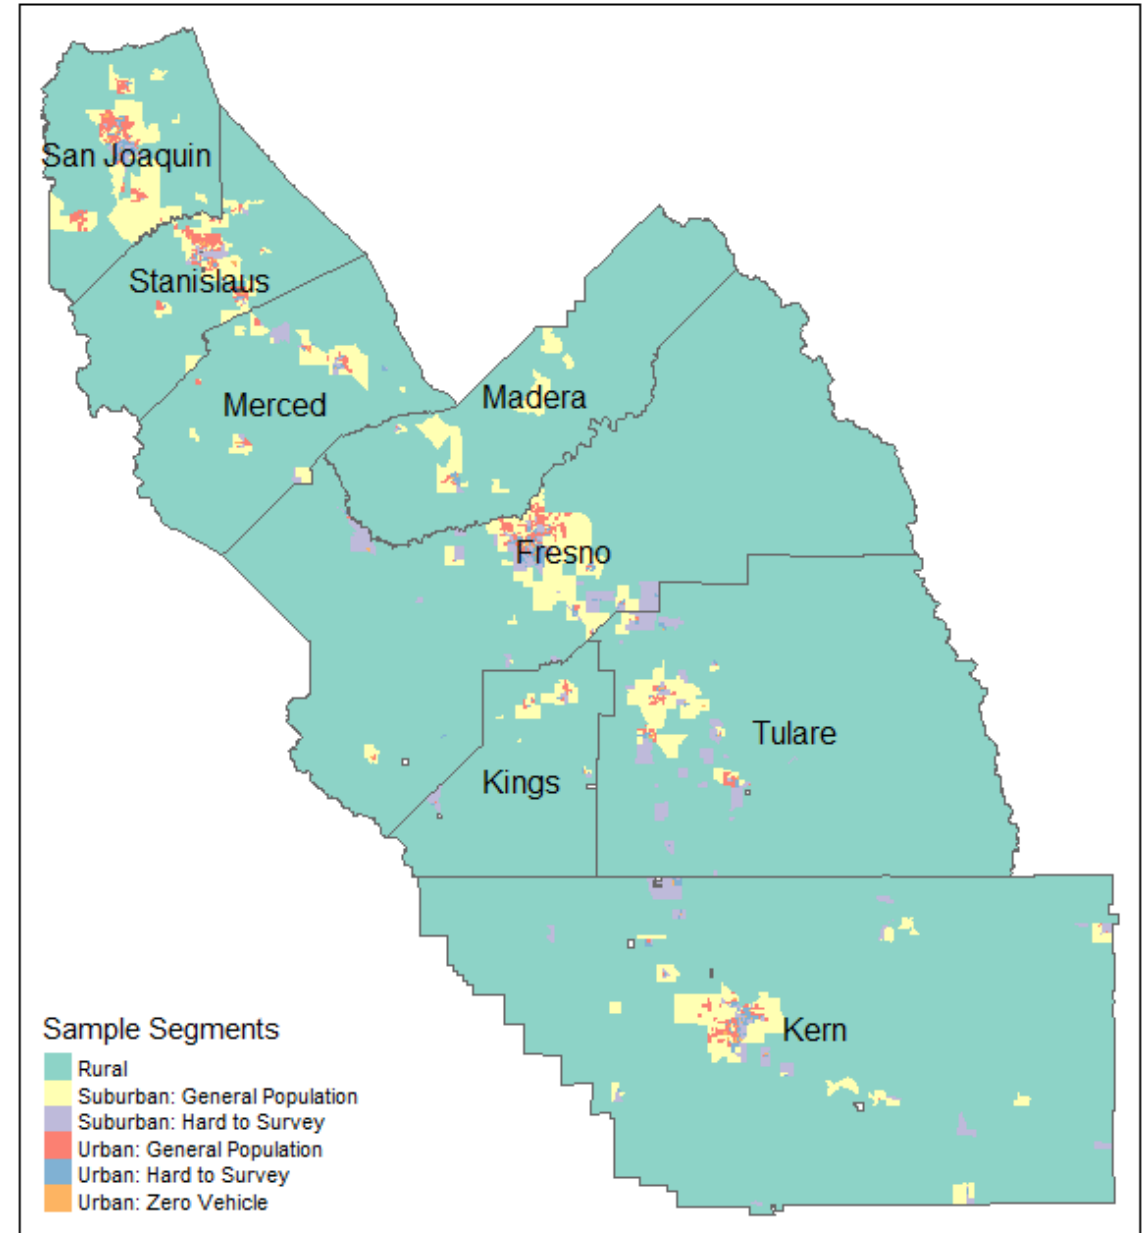 San Joaquin
Stanislaus
Merced
Madera
Fresno
Tulare
Kings
Kern
Sample Segments
Rural
Suburban: General Population
Suburban: Hard to Survey
Urban: General Population
Urban: Hard to Survey
Urban: Zero Vehicle